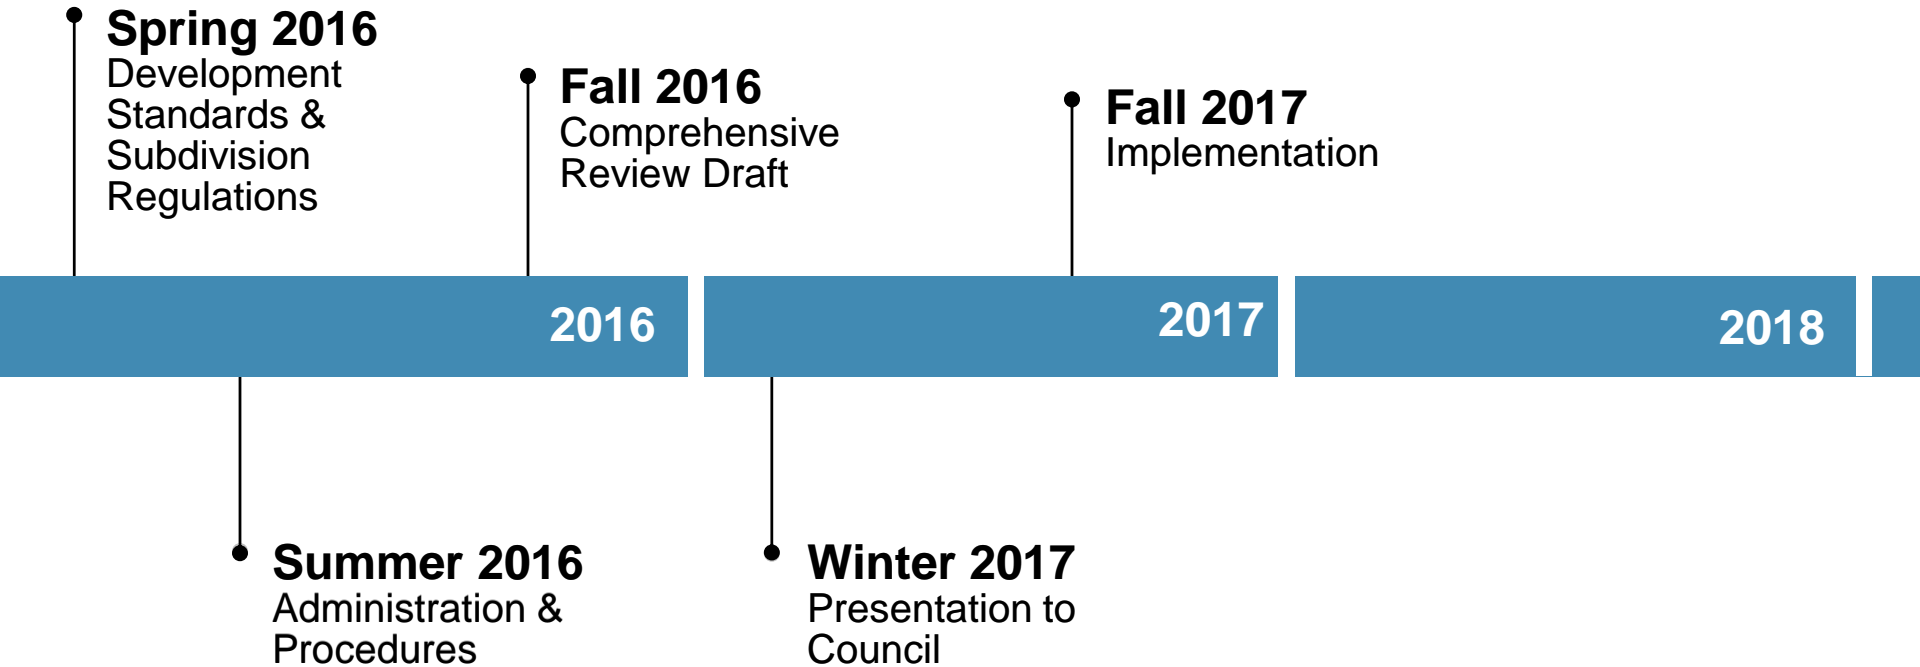 Spring 2016
Development
Standards &
Subdivision
Regulations
Fall 2016
Comprehensive
Review Draft
Fall 2017
Implementation
2016
2017
2018
Summer 2016
Administration &
Procedures
Winter 2017
Presentation to
Council